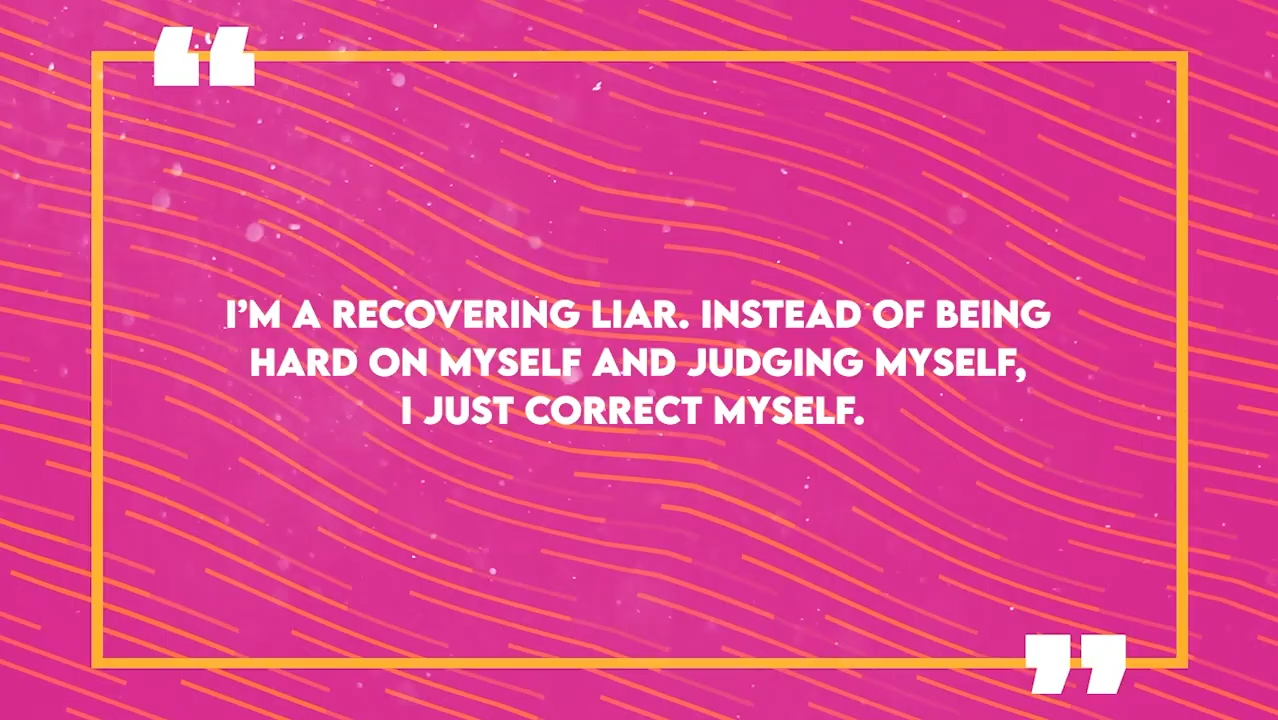 I'M A RECOVERING LIAR. INSTEAD OF BEING
HARD ON MYSELF AND JUDGING MYSELF,
I JUST CORRECT MYSELF.